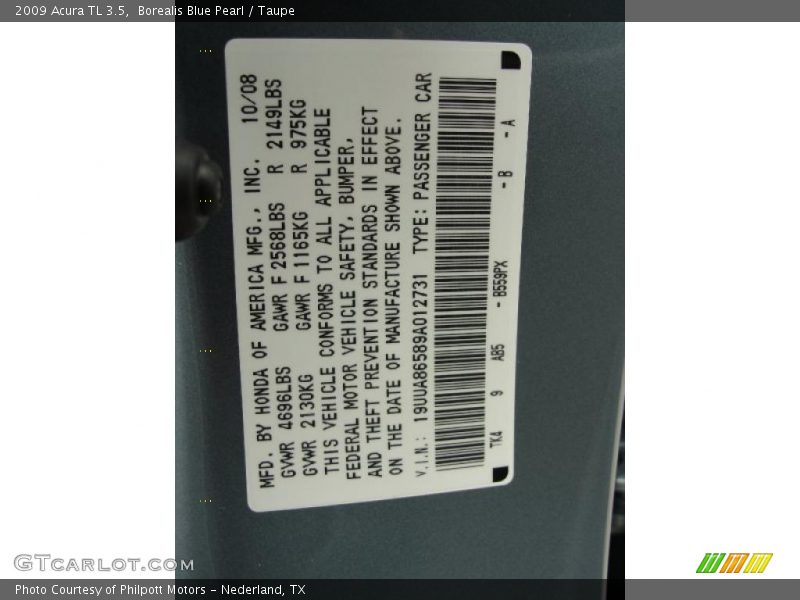 2009 Acura TL 3.5,  Borealis Blue Pearl / Taupe
MFD. BY HONDA OF AMERICA MFG., INC. 10/08
GVWR 4696LBS GAWR F 2568LBS R 2149LBS
GVWR 2130KG GAWR F 1165KG R 975KG
THIS VEHICLE CONFORMS TO ALL APPLICABLE
FEDERAL MOTOR VEHICLE SAFETY, BUMPER,
AND THEFT PREVENTION STANDARDS IN EFFECT
ON THE DATE OF MANUFACTURE SHOWN ABOVE.
V.I.N.: 19UUA86589A012731 TYPE: PASSENGER CAR
TK4 9 AB5 - B559PX - B - A
GTcarlot.com
Photo Courtesy of Philpott Motors - Nederland, TX